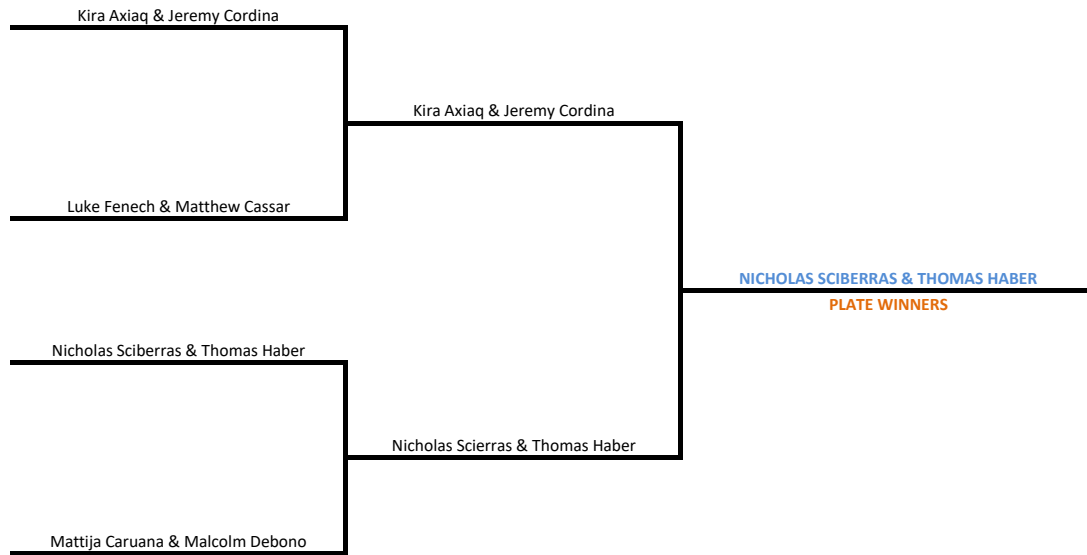 Kira Axiaq & Jeremy Cordina
Kira Axiaq & Jeremy Cordina
Luke Fenech & Matthew Cassar
NICHOLAS SCIBERRAS & THOMAS HABER
PLATE WINNERS
Nicholas Sciberras & Thomas Haber
Nicholas Scierras & Thomas Haber
Mattija Caruana & Malcolm Debono